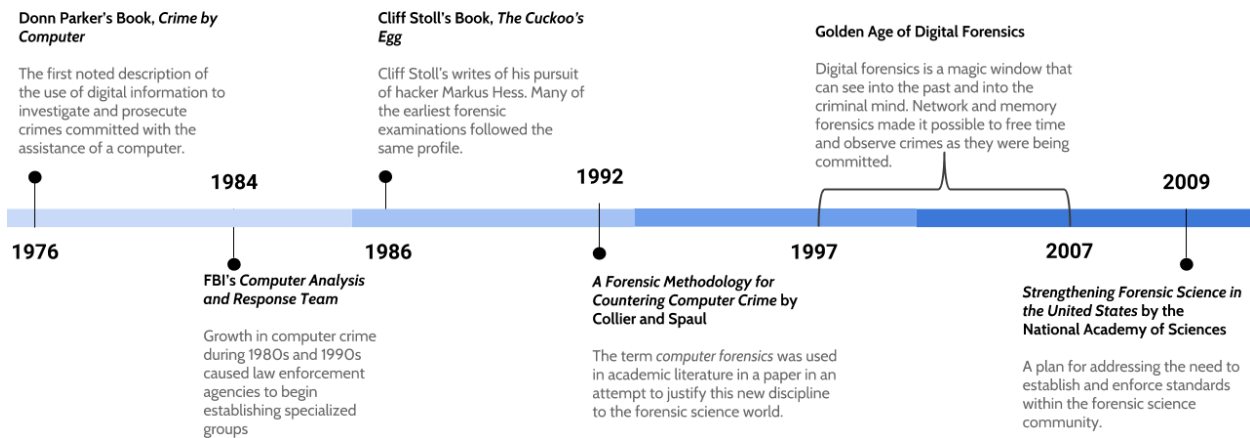 Donn Parker's Book, Crime by
Computer
The first noted description of
the use of digital information to
investigate and prosecute
crimes committed with the
assistance of a computer.
1976
1984
FBI's Computer Analysis
and Response Team
Growth in computer crime
during 1980s and 1990s
caused law enforcement
agencies to begin
establishing specialized
groups
Cliff Stoll's Book, The Cuckoo's
Egg
Cliff Stoll's writes of his pursuit
of hacker Markus Hess. Many of
the earliest forensic
examinations followed the
same profile.
1986
1992
A Forensic Methodology for
Countering Computer Crime by
Collier and Spaul
The term computer forensics was used
in academic literature in a paper in an
attempt to justify this new discipline
to the forensic science world.
Golden Age of Digital Forensics
Digital forensics is a magic window that
can see into the past and into the
criminal mind. Network and memory
forensics made it possible to free time
and observe crimes as they were being
committed.
1997
2007
2009
Strengthening Forensic Science in
the United States by the
National Academy of Sciences
A plan for addressing the need to
establish and enforce standards
within the forensic science
community.